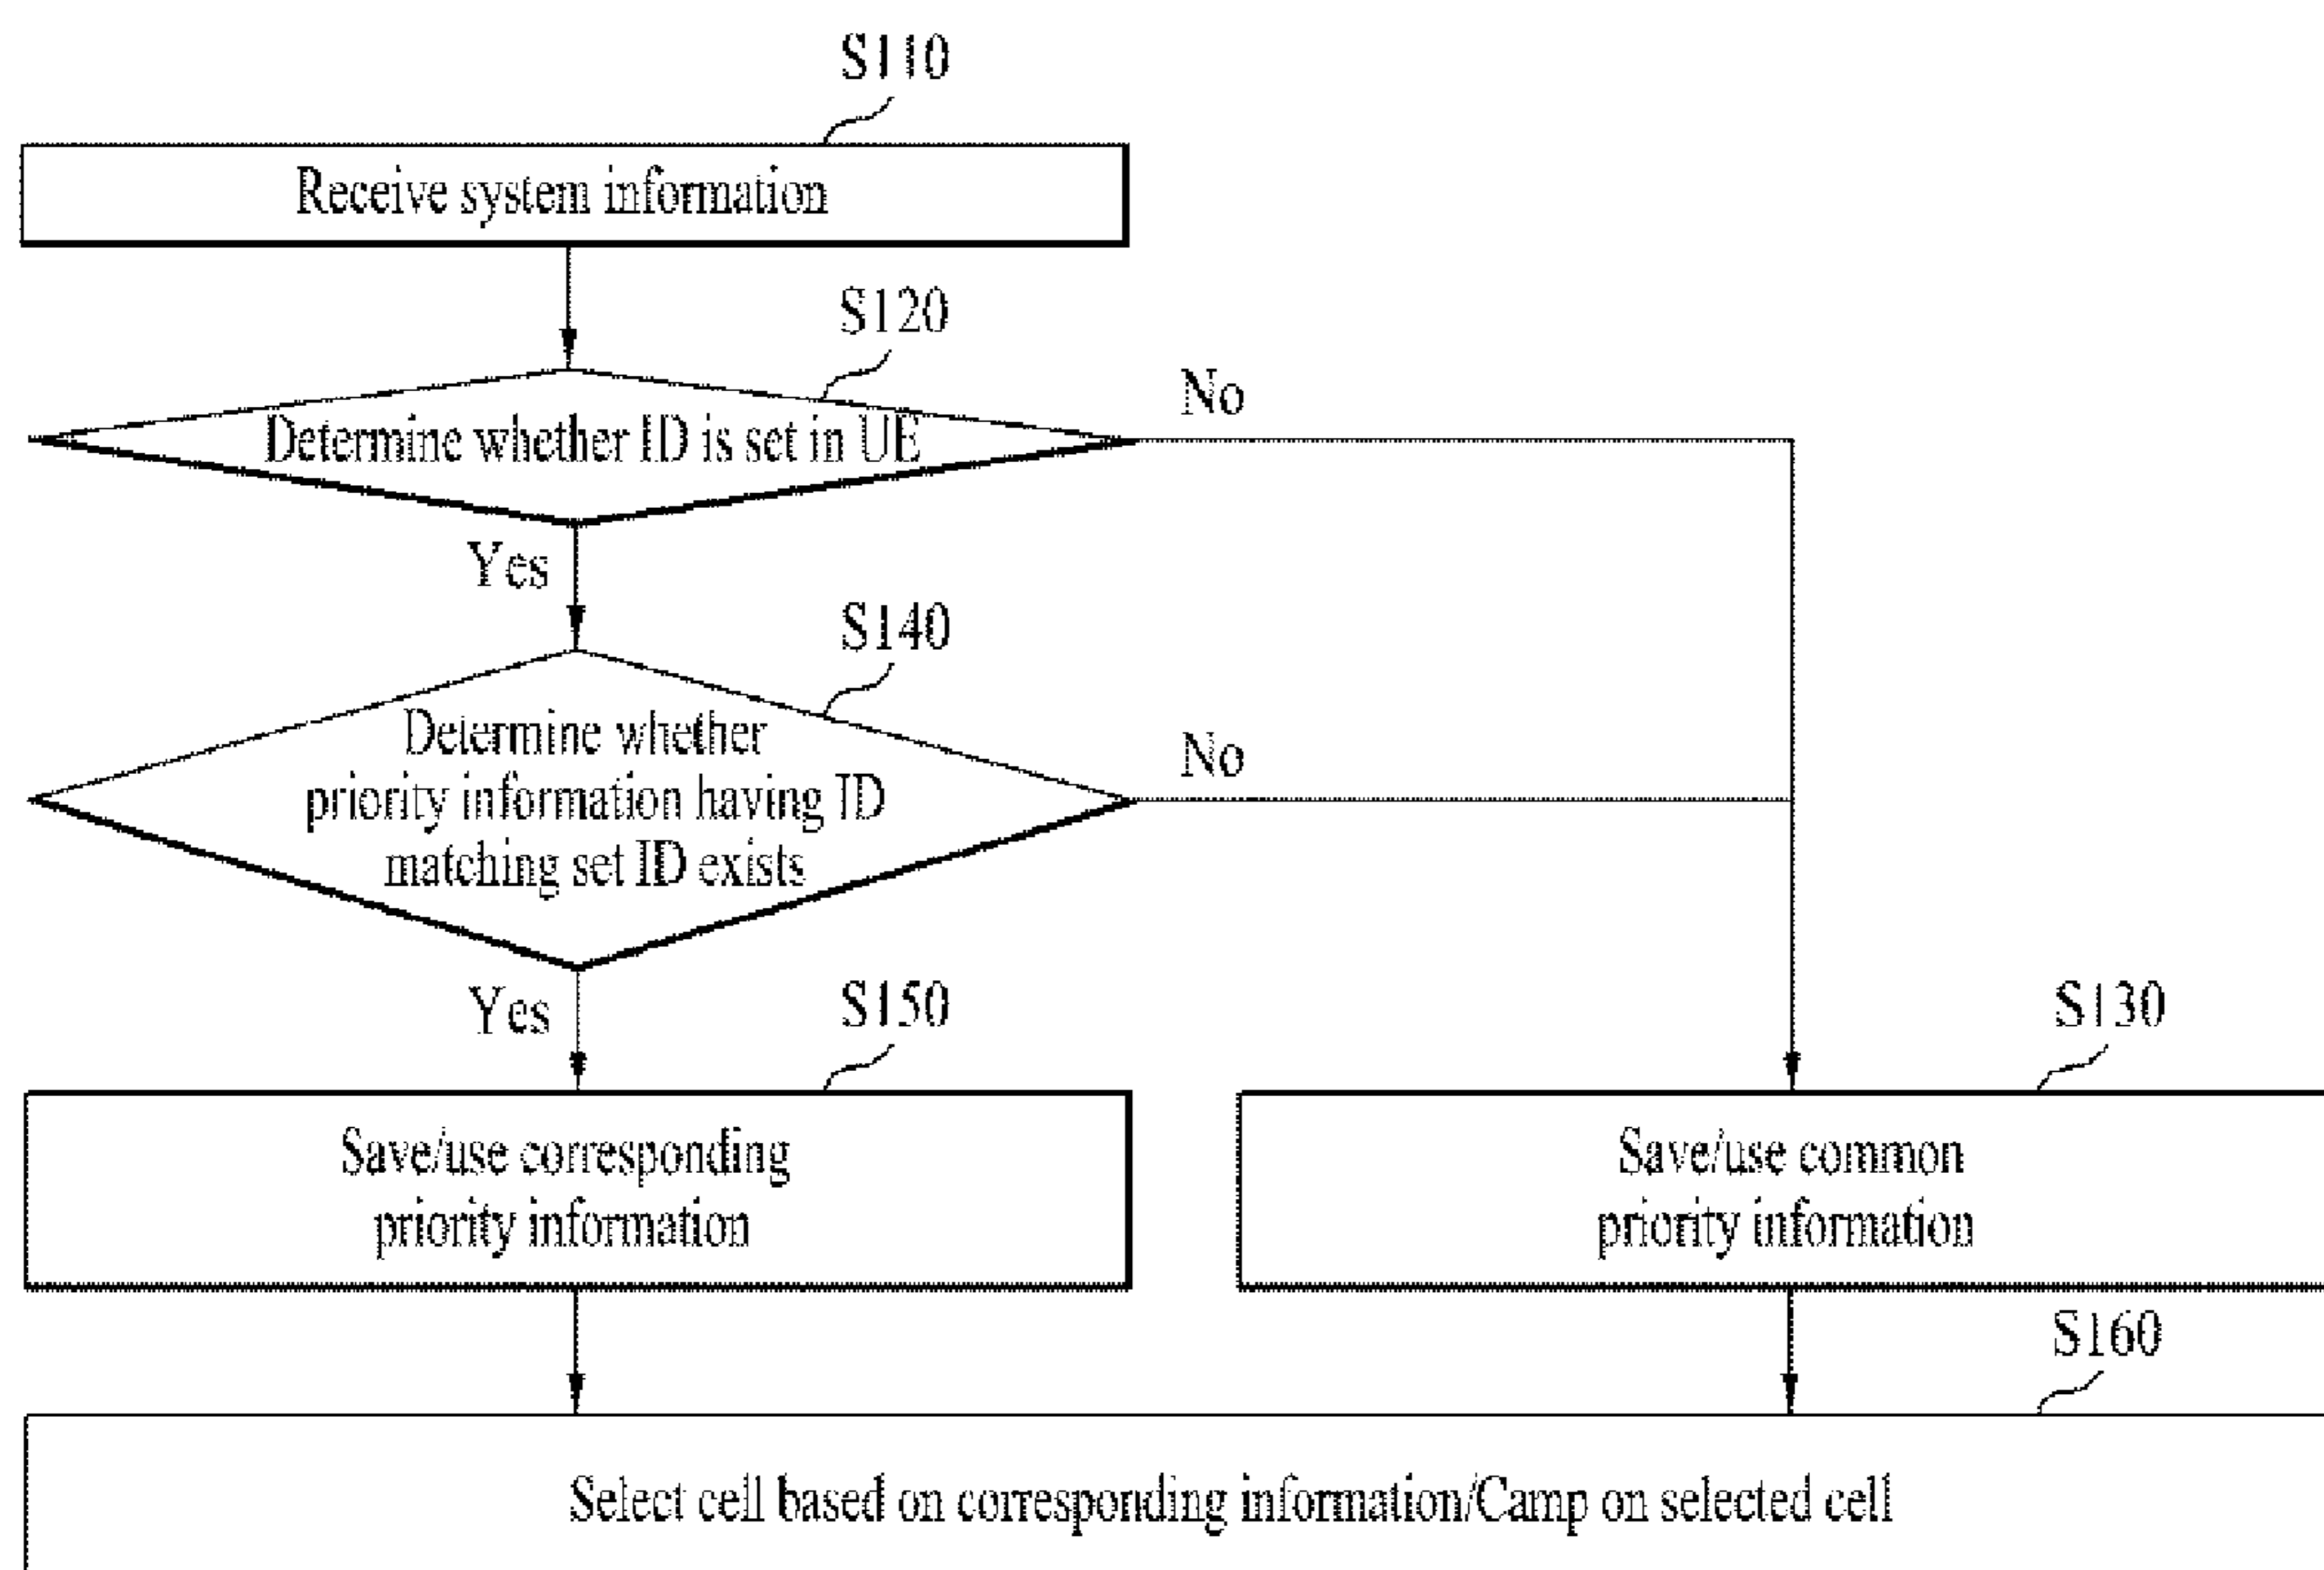 S110
Receive system information
S120
No
Determine whether ID is set in UE
Yes
S140
Determine whether
priority information having ID
matching set ID exists
No
Yes
S150
S130
Save/use corresponding
priority information
Save/use common
priority information
S160
Select cell based on corresponding information/Camp on selected cell